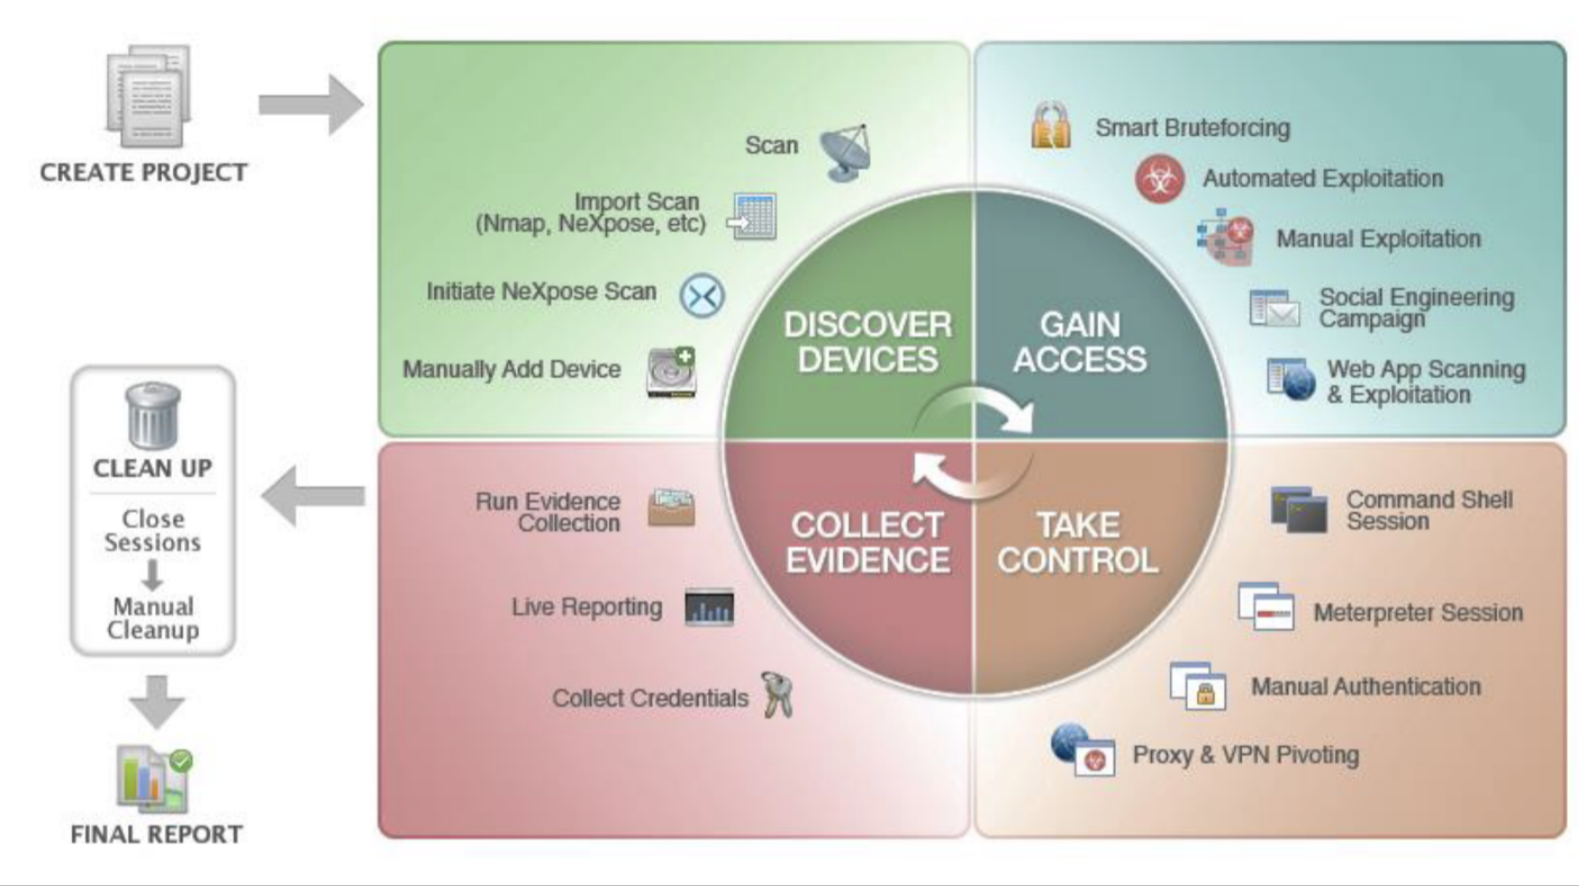 CREATE PROJECT
Scan
Import Scan
(Nmap, NeXpose, etc)
Initiate NeXpose Scan
Manually Add Device
DISCOVER
DEVICES
Smart Bruteforcing
Automated Exploitation
Manual Exploitation
Social Engineering
Campaign
Web App Scanning
& Exploitation
GAIN
ACCESS
Command Shell
Session
Meterpreter Session
Manual Authentication
Proxy & VPN Pivoting
TAKE
CONTROL
Run Evidence
Collection
Live Reporting
Collect Credentials
COLLECT
EVIDENCE
CLEAN UP
Close
Sessions
Manual
Cleanup
FINAL REPORT